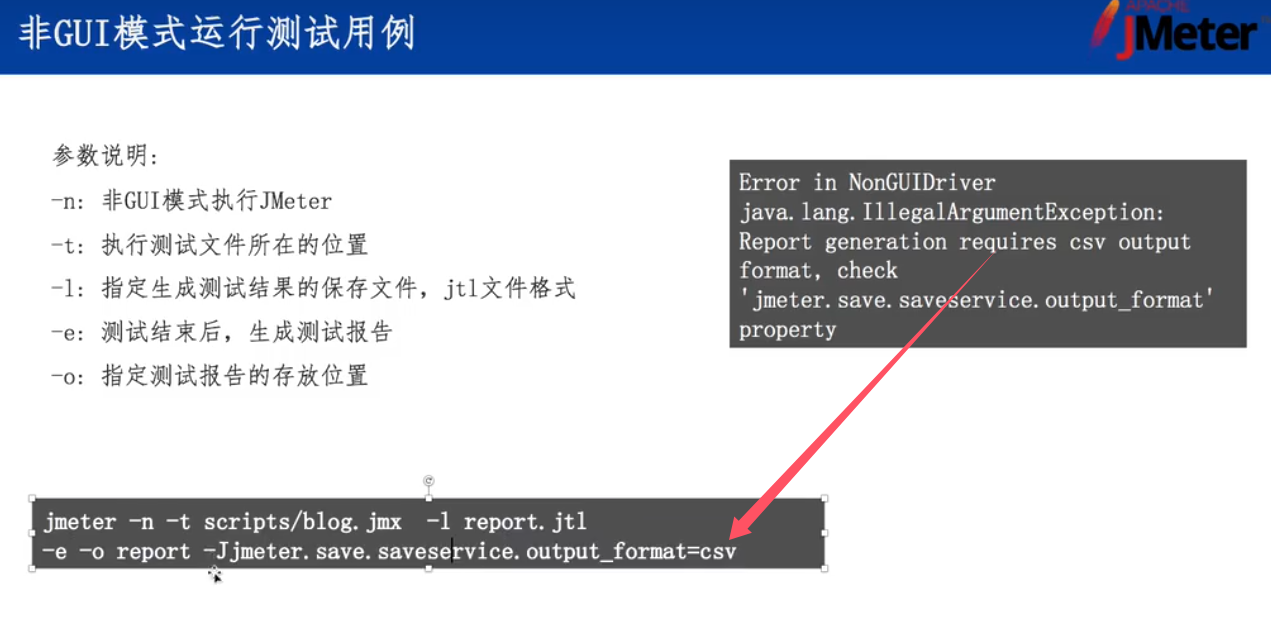 非GUI模式运行测试用例
APACHE
JMeter
参数说明:
-n: 非GUI模式执行JMeter
-t: 执行测试文件所在的位置
-l: 指定生成测试结果的保存文件，jtl文件格式
-e: 测试结束后，生成测试报告
-o: 指定测试报告的存放位置
Error in NonGUIDriver
java.lang.IllegalArgumentException:
Report generation requires csv output
format, check
'jmeter.save.saveservice.output_format'
property
jmeter -n -t scripts/blog.jmx  -l report.jtl
-e -o report -Jjmeter.save.saveservice.output_format=csv